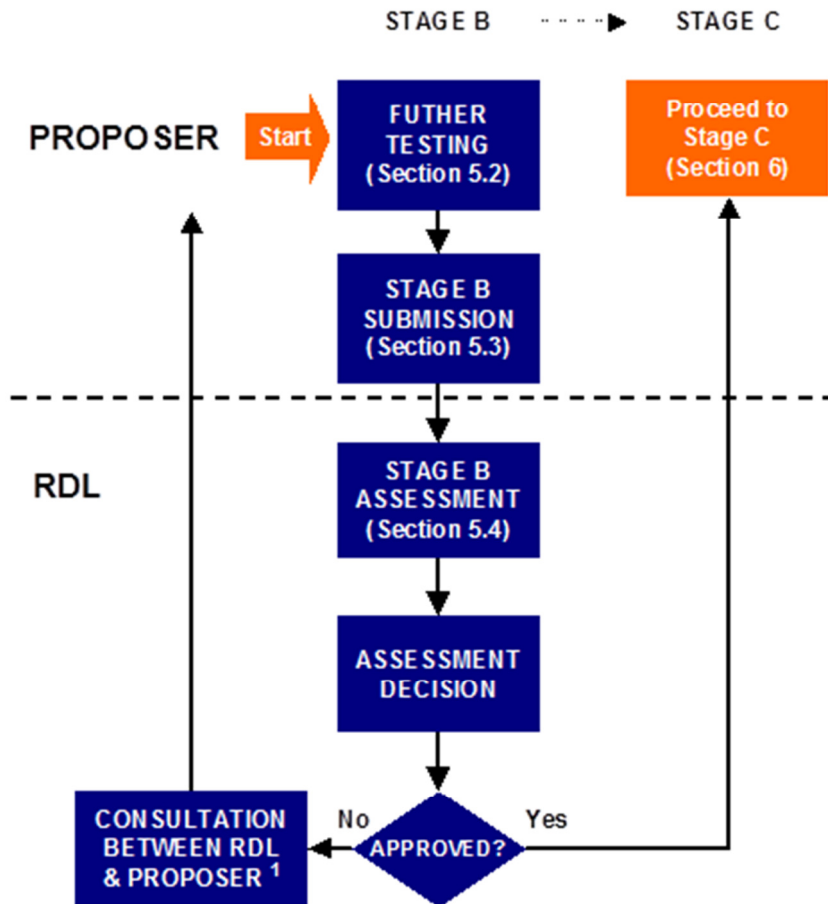 STAGE B
STAGE C
PROPOSER
Start
FUTHER
TESTING
(Section 5.2)
Proceed to
Stage C
(Section 6)
STAGE B
SUBMISSION
(Section 5.3)
RDL
STAGE B
ASSESSMENT
(Section 5.4)
ASSESSMENT
DECISION
CONSULTATION
BETWEEN RDL
& PROPOSER 1
No
APPROVED?
Yes